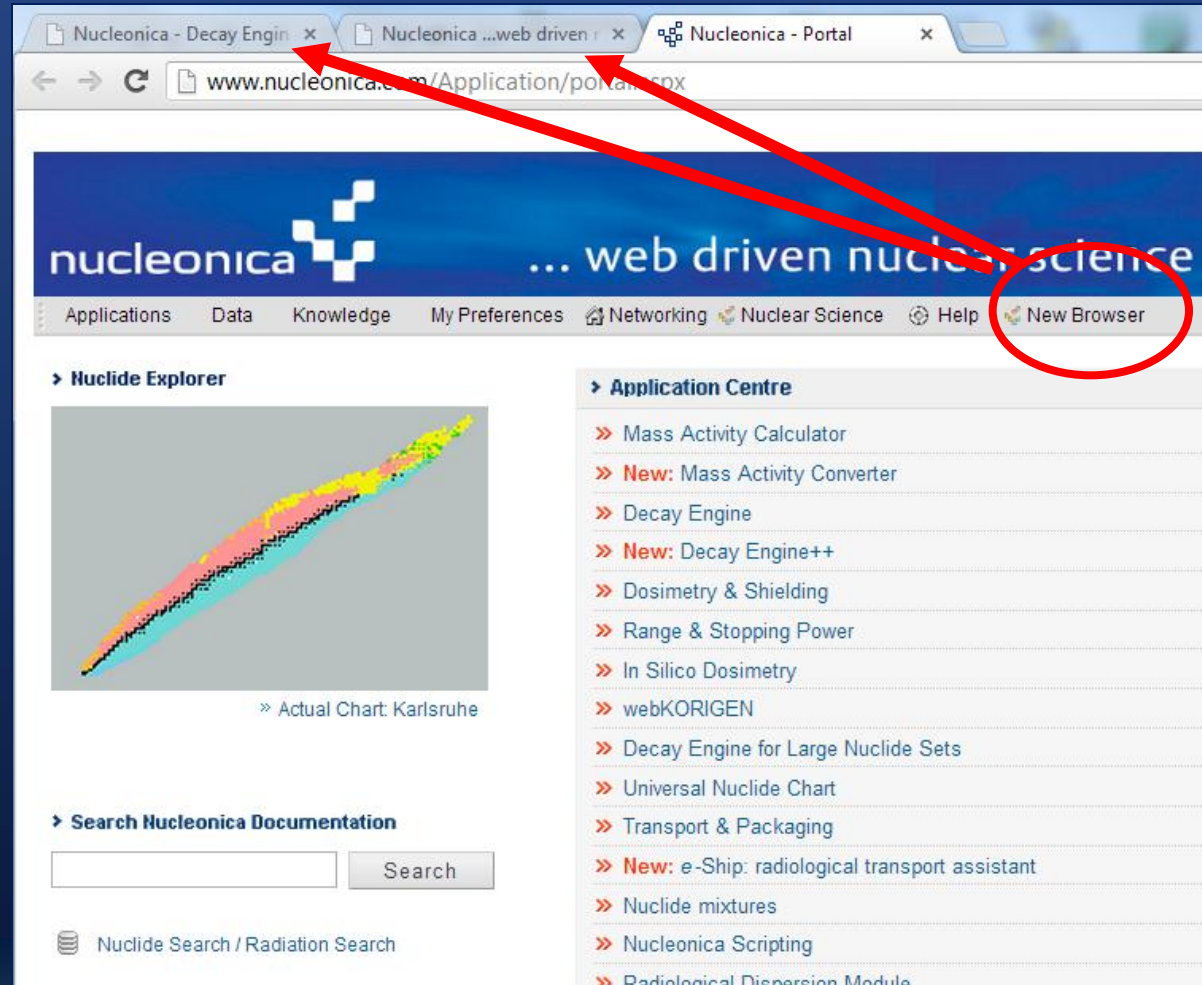 Nucleonica - Decay Engin
Nucleonica ...web driven
Nucleonica - Portal
www.nucleonica.com/Application/portal.aspx
nucleonica
... web driven nuclear science
Applications Data Knowledge My Preferences Networking Nuclear Science Help New Browser
Nuclide Explorer
» Actual Chart: Karlsruhe
Search Nucleonica Documentation
Search
Nuclide Search / Radiation Search
Application Centre
» Mass Activity Calculator
» New: Mass Activity Converter
» Decay Engine
» New: Decay Engine++
» Dosimetry & Shielding
» Range & Stopping Power
» In Silico Dosimetry
» webKORIGEN
» Decay Engine for Large Nuclide Sets
» Universal Nuclide Chart
» Transport & Packaging
» New: e-Ship: radiological transport assistant
» Nuclide mixtures
» Nucleonica Scripting
» Radiological Dispersion Module